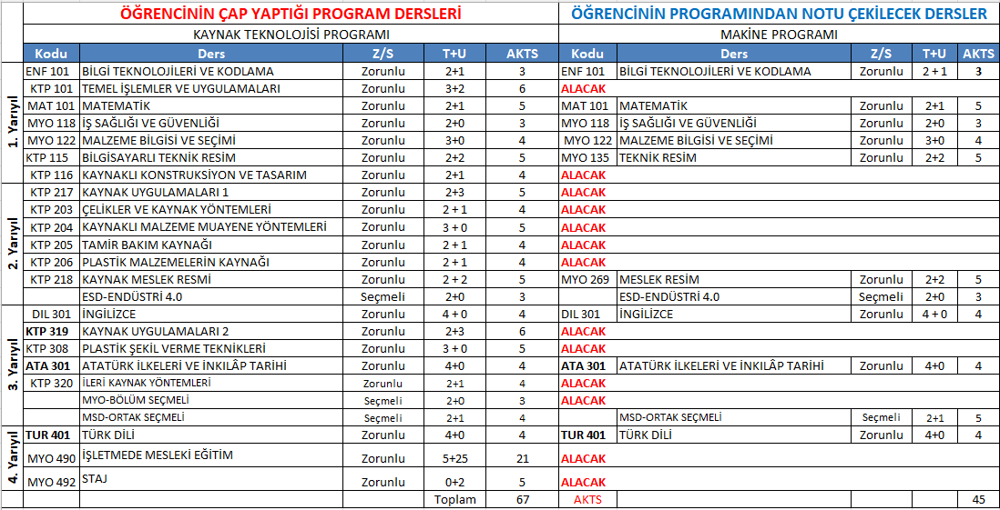 ÖĞRENCİNİN ÇAP YAPTIĞI PROGRAM DERSLERİ ÖĞRENCİNİN PROGRAMINDAN NOTU ÇEKİLECEK DERSLER
KAYNAK TEKNOLOJİSİ PROGRAMI MAKİNE PROGRAMI
Kodu Ders Z/S T+U AKTS Kodu Ders Z/S T+U AKTS
1. Yarıyıl
ENF 101 BİLGİ TEKNOLOJİLERİ VE KODLAMA Zorunlu 2+1 3 ENF 101 BİLGİ TEKNOLOJİLERİ VE KODLAMA Zorunlu 2 + 1 3
KTP 101 TEMEL İŞLEMLER VE UYGULAMALARI Zorunlu 3+2 6 ALACAK
MAT 101 MATEMATİK Zorunlu 2+1 5 MAT 101 MATEMATİK Zorunlu 2+1 5
MYO 118 İŞ SAĞLIĞI VE GÜVENLİĞİ Zorunlu 2+0 3 MYO 118 İŞ SAĞLIĞI VE GÜVENLİĞİ Zorunlu 2+0 3
MYO 122 MALZEME BİLGİSİ VE SEÇİMİ Zorunlu 3+0 4 MYO 122 MALZEME BİLGİSİ VE SEÇİMİ Zorunlu 3+0 4
KTP 115 BİLGİSAYARLI TEKNİK RESİM Zorunlu 2+2 5 MYO 135 TEKNİK RESİM Zorunlu 2+2 5
KTP 116 KAYNAKLI KONSTRUKSİYON VE TASARIM Zorunlu 2+1 4 ALACAK
2. Yarıyıl
KTP 217 KAYNAK UYGULAMALARI 1 Zorunlu 2+3 5 ALACAK
KTP 203 ÇELİKLER VE KAYNAK YÖNTEMLERİ Zorunlu 2 + 1 4 ALACAK
KTP 204 KAYNAKLI MALZEME MUAYENE YÖNTEMLERİ Zorunlu 3 + 0 5 ALACAK
KTP 205 TAMİR BAKIM KAYNAĞI Zorunlu 2 + 1 4 ALACAK
KTP 206 PLASTİK MALZEMELERİN KAYNAĞI Zorunlu 2 + 1 4 ALACAK
KTP 218 KAYNAK MESLEK RESMİ Zorunlu 2 + 2 5 MYO 269 MESLEK RESİM Zorunlu 2+2 5
ESD-ENDÜSTRİ 4.0 Seçmeli 2+0 3 ESD-ENDÜSTRİ 4.0 Seçmeli 2+0 3
3. Yarıyıl
DIL 301 İNGİLİZCE Zorunlu 4 + 0 4 DIL 301 İNGİLİZCE Zorunlu 4 + 0 4
KTP 319 KAYNAK UYGULAMALARI 2 Zorunlu 2+3 6 ALACAK
KTP 308 PLASTİK ŞEKİL VERME TEKNİKLERİ Zorunlu 3 + 0 5 ALACAK
ATA 301 ATATÜRK İLKELERİ VE İNKILÂP TARİHİ Zorunlu 4+0 4 ATA 301 ATATÜRK İLKELERİ VE İNKILÂP TARİHİ Zorunlu 4+0 4
KTP 320 İLERİ KAYNAK YÖNTEMLERİ Zorunlu 2+1 4 ALACAK
MYO-BÖLÜM SEÇMELİ Seçmeli 2+0 3 ALACAK
MSD-ORTAK SEÇMELİ Seçmeli 2+1 4 MSD-ORTAK SEÇMELİ Seçmeli 2+1 5
4. Yarıyıl
TUR 401 TÜRK DİLİ Zorunlu 4+0 4 TUR 401 TÜRK DİLİ Zorunlu 4+0 4
MYO 490 İŞLETMEDE MESLEKİ EĞİTİM Zorunlu 5+25 21 ALACAK
MYO 492 STAJ Zorunlu 0+2 5 ALACAK
Toplam 67 AKTS 45